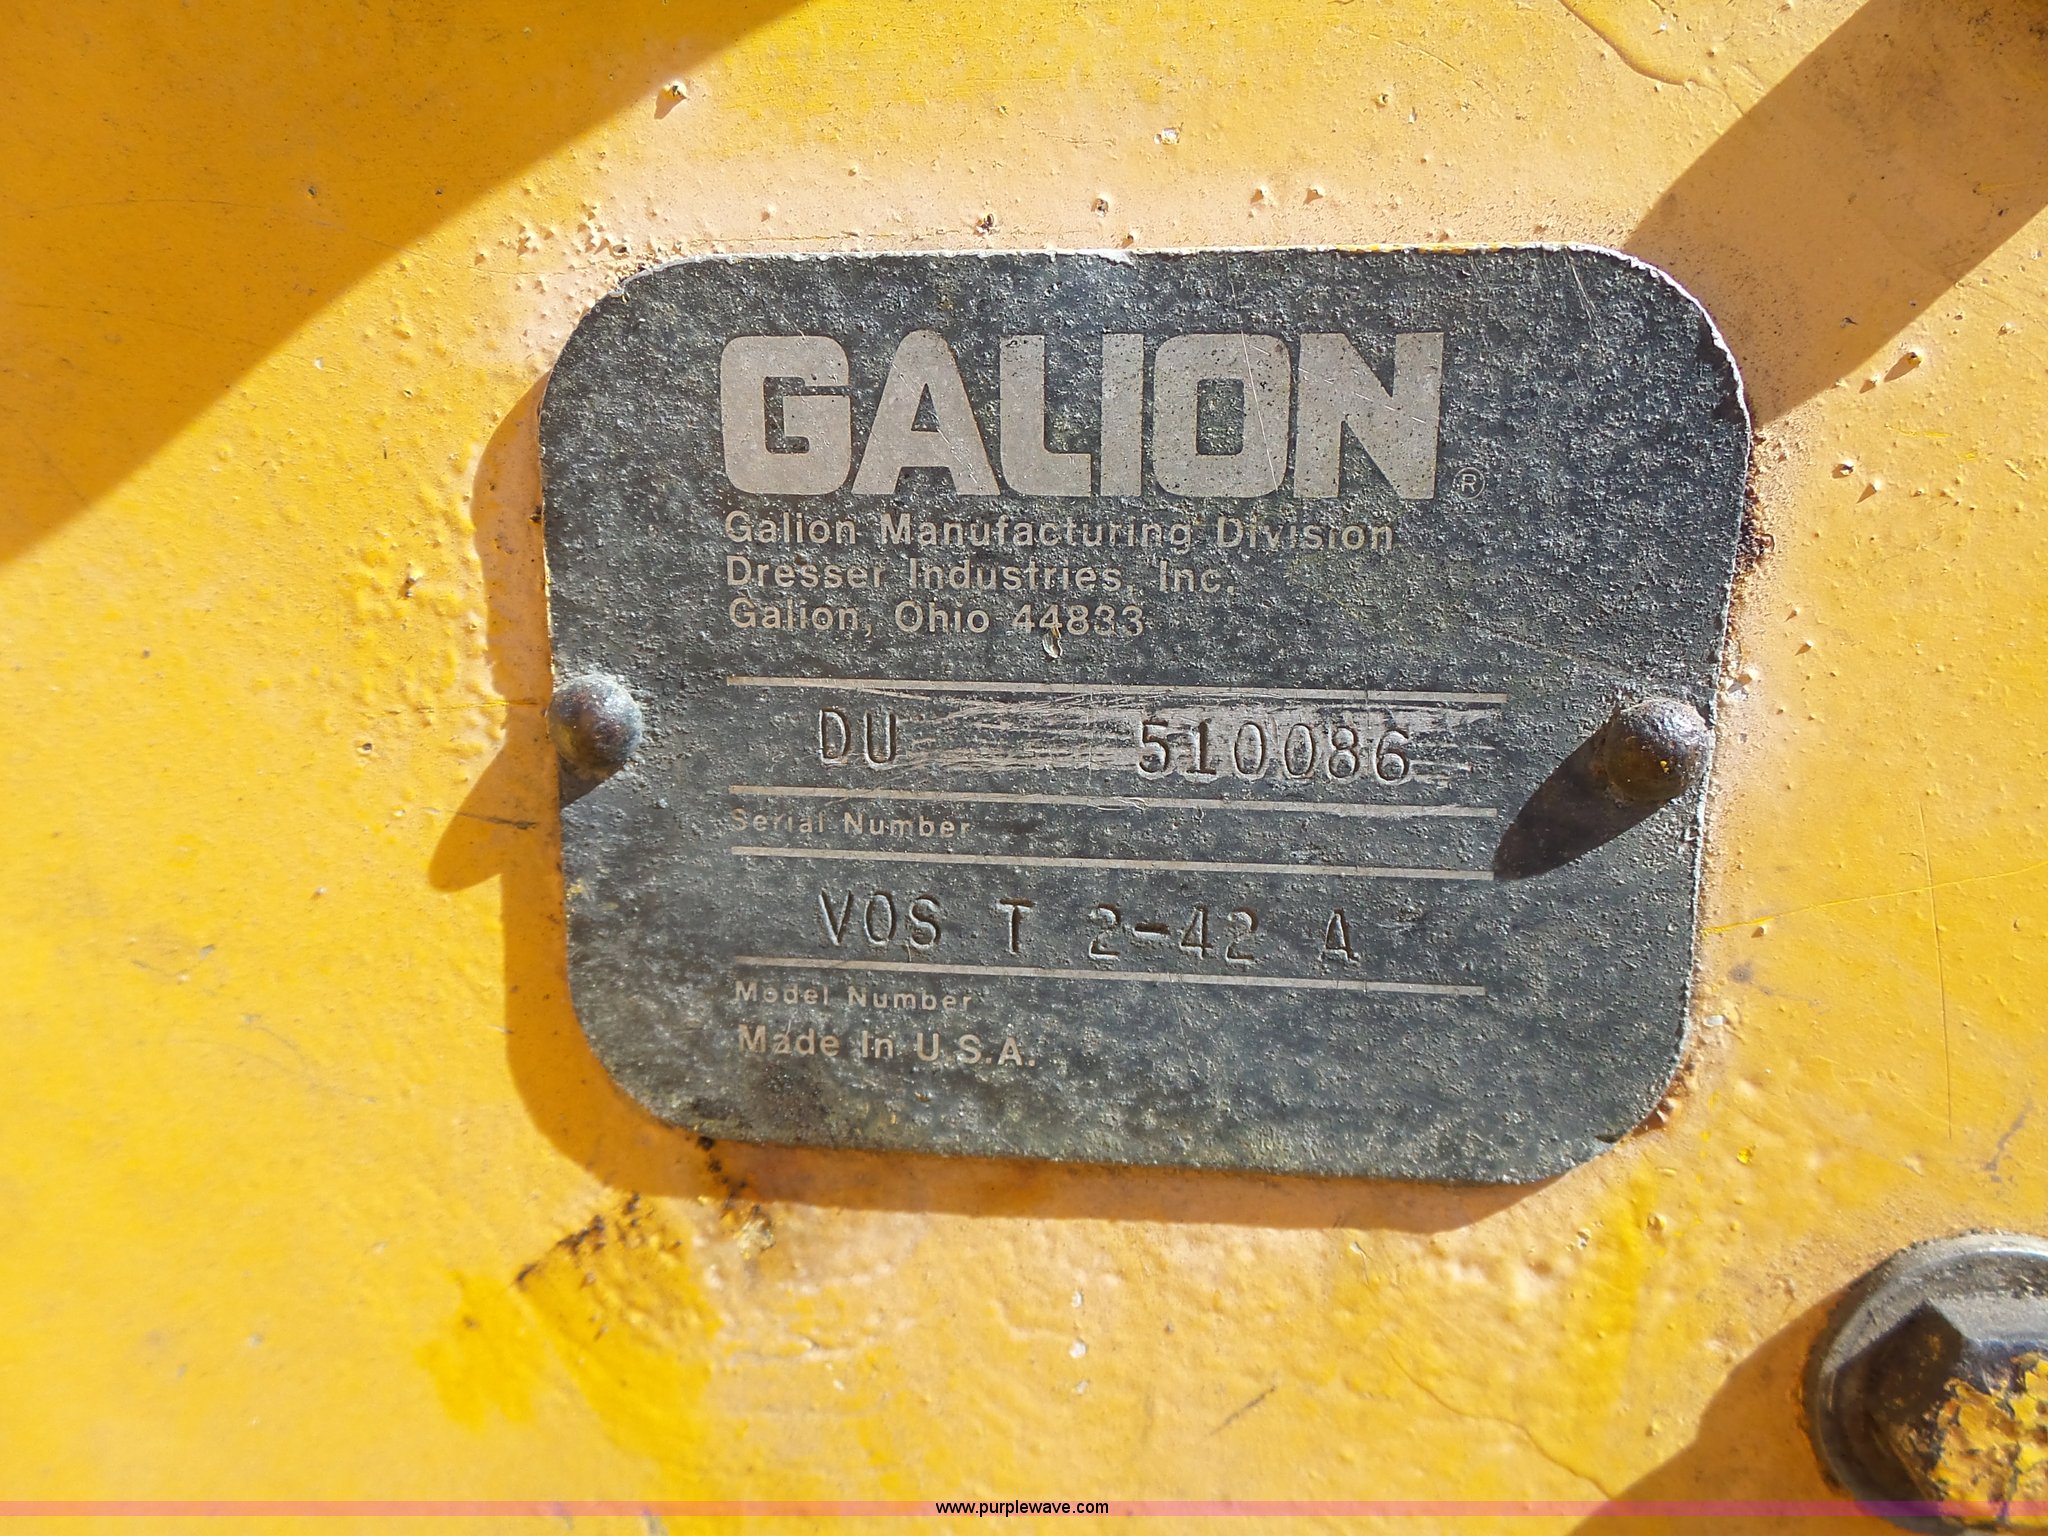 GALION®
Galion Manufacturing Division
Dresser Industries, Inc.
Galion, Ohio 44833
DU 510086
Serial Number
VOS T 2-42 A
Model Number
Made In U.S.A.
www.purplewave.com